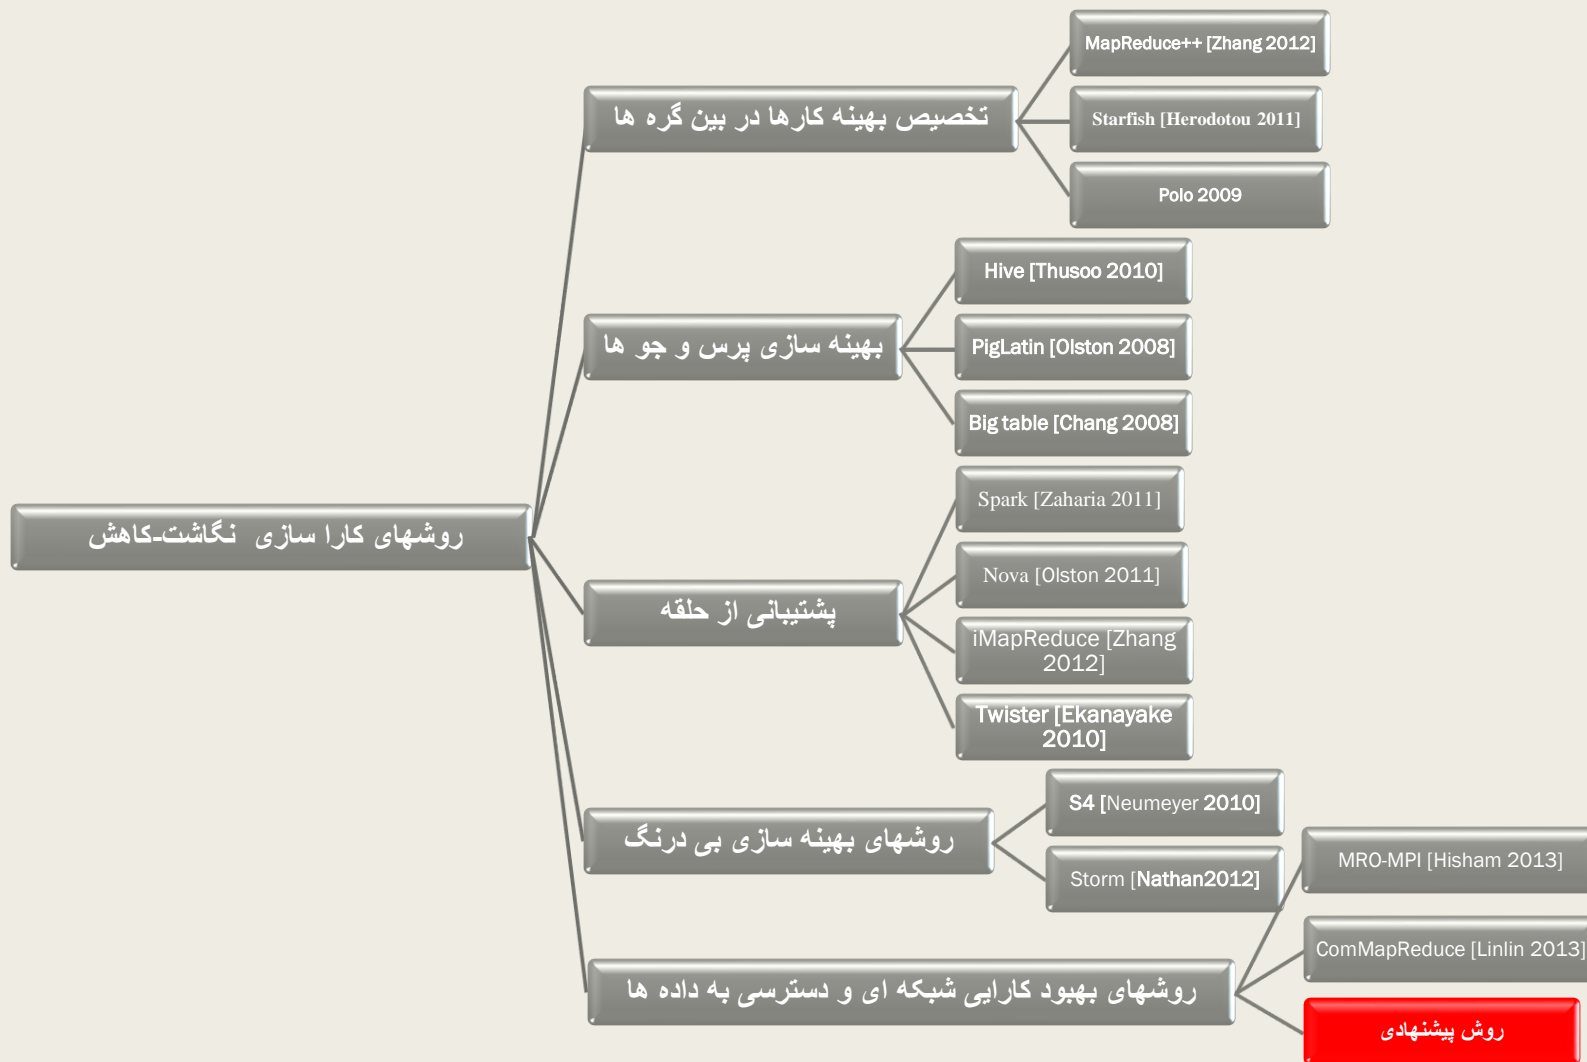 روشهای کارا سازی نگاشت-کاهش
تخصیص بهینه کارها در بین گره ها
MapReduce++ [Zhang 2012]
Starfish [Herodotou 2011]
Polo 2009
بهینه سازی پرس و جو ها
Hive [Thusoo 2010]
PigLatin [Olston 2008]
Big table [Chang 2008]
پشتیبانی از حلقه
Spark [Zaharia 2011]
Nova [Olston 2011]
iMapReduce [Zhang
2012]
Twister [Ekanayake
2010]
روشهای بهینه سازی بی درنگ
S4 [Neumeyer 2010]
Storm [Nathan2012]
روشهای بهبود کارایی شبکه ای و دسترسی به داده ها
MRO-MPI [Hisham 2013]
ComMapReduce [Linlin 2013]
روش پیشنهادی